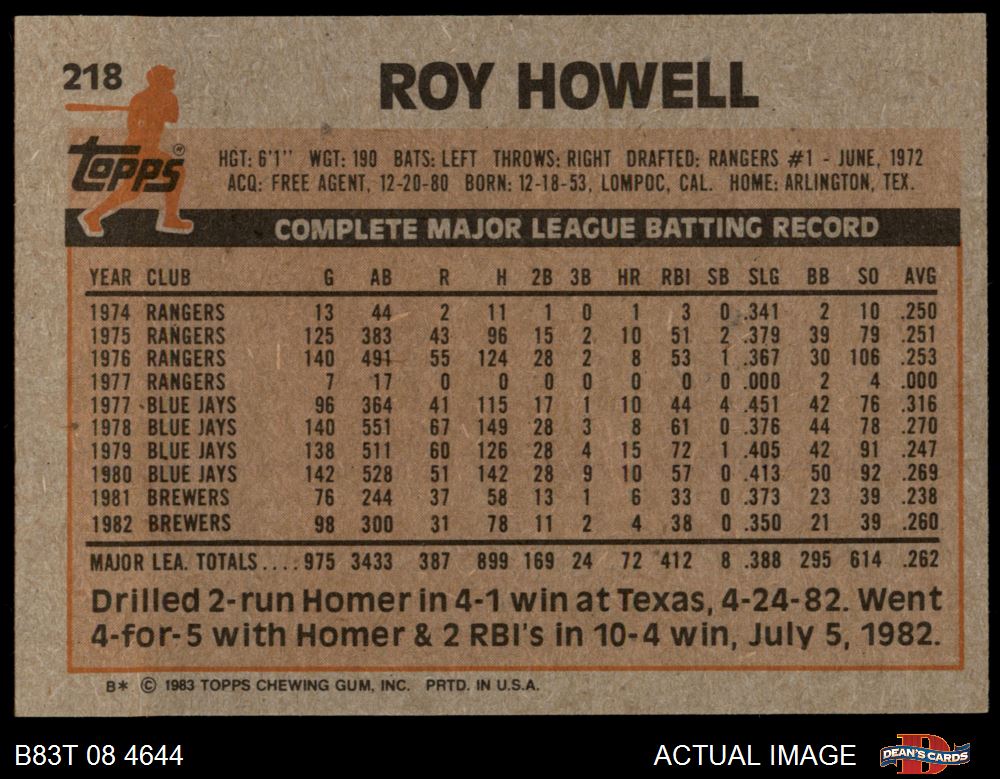 218
ROY HOWELL
Topps®
HGT: 6'1" WGT: 190 BATS: LEFT THROWS: RIGHT DRAFTED: RANGERS #1 - JUNE, 1972
ACQ: FREE AGENT, 12-20-80 BORN: 12-18-53, LOMPOC, CAL. HOME: ARLINGTON, TEX.
COMPLETE MAJOR LEAGUE BATTING RECORD
YEAR CLUB G AB R H 2B 3B HR RBI SB SLG BB SO AVG
1974 RANGERS 13 44 2 11 1 0 1 3 0 .341 2 10 .250
1975 RANGERS 125 383 43 96 15 2 10 51 2 .379 39 79 .251
1976 RANGERS 140 491 55 124 28 2 8 53 1 .367 30 106 .253
1977 RANGERS 7 17 0 0 0 0 0 0 0 .000 2 4 .000
1977 BLUE JAYS 96 364 41 115 17 1 10 44 4 .451 42 76 .316
1978 BLUE JAYS 140 551 67 149 28 3 8 61 0 .376 44 78 .270
1979 BLUE JAYS 138 511 60 126 28 4 15 72 1 .405 42 91 .247
1980 BLUE JAYS 142 528 51 142 28 9 10 57 0 .413 50 92 .269
1981 BREWERS 76 244 37 58 13 1 6 33 0 .373 23 39 .238
1982 BREWERS 98 300 31 78 11 2 4 38 0 .350 21 39 .260
MAJOR LEA. TOTALS....975 3433 387 899 169 24 72 412 8 .388 295 614 .262
Drilled 2-run Homer in 4-1 win at Texas, 4-24-82. Went
4-for-5 with Homer & 2 RBI's in 10-4 win, July 5, 1982.
B* © 1983 TOPPS CHEWING GUM, INC. PRTD. IN U.S.A.
B83T 08 4644
ACTUAL IMAGE
DEAN'S CARDS